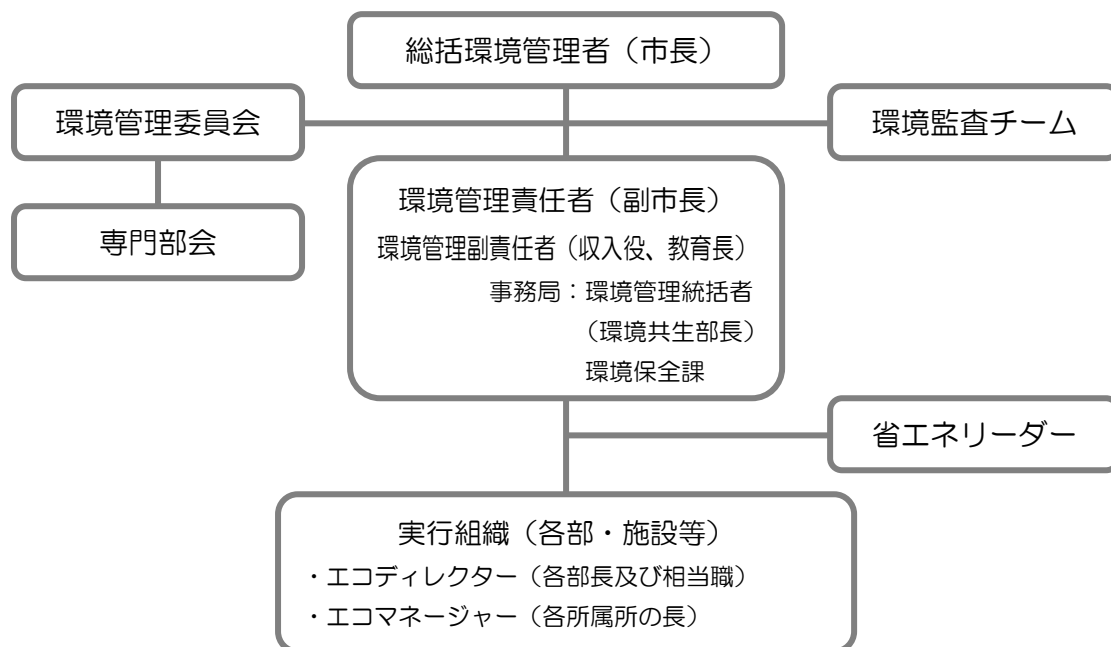 総括環境管理者（市長）
環境管理委員会
環境監査チーム
専門部会
環境管理責任者（副市長）
環境管理副責任者（収入役、教育長）
事務局：環境管理統括者
（環境共生部長）
環境保全課
省エネリーダー
実行組織（各部・施設等）
・エコディレクター（各部長及び相当職）
・エコマネージャー（各所属所の長）